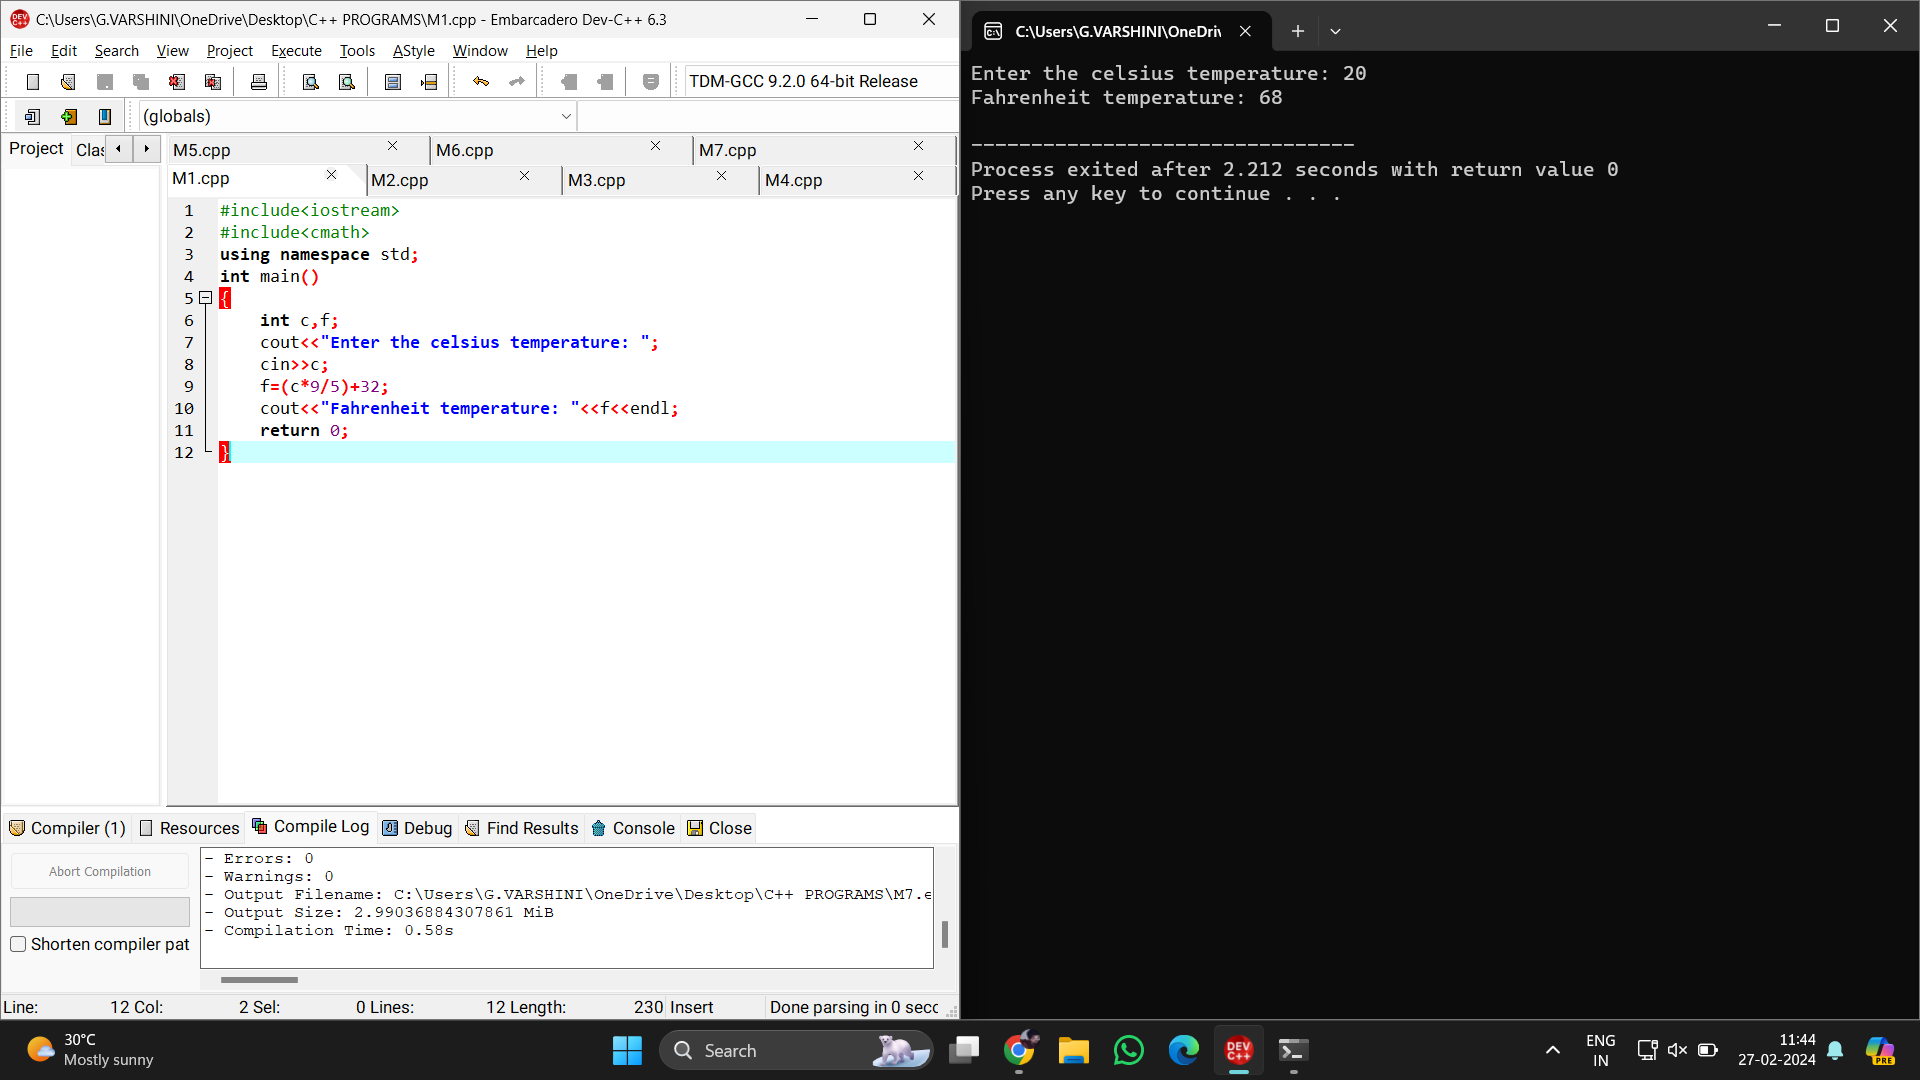 C:\Users\G.VARSHINI\OneDrive\Desktop\C++ PROGRAMS\M1.cpp - Embarcadero Dev-C++ 6.3
File Edit Search View Project Execute Tools AStyle Window Help
TDM-GCC 9.2.0 64-bit Release
(globals)
Project Clas
M5.cpp M6.cpp M7.cpp
M1.cpp M2.cpp M3.cpp M4.cpp
1 #include<iostream>
2 #include<cmath>
3 using namespace std;
4 int main()
5 {
6 int c,f;
7 cout<<"Enter the celsius temperature: ";
8 cin>>c;
9 f=(c*9/5)+32;
10 cout<<"Fahrenheit temperature: "<<f<<endl;
11 return 0;
12 }
Compiler (1) Resources Compile Log Debug Find Results Console Close
Abort Compilation
Shorten compiler pat
- Errors: 0
- Warnings: 0
- Output Filename: C:\Users\G.VARSHINI\OneDrive\Desktop\C++ PROGRAMS\M7.e
- Output Size: 2.99036884307861 MiB
- Compilation Time: 0.58s
Line: 12 Col: 2 Sel: 0 Lines: 12 Length: 230 Insert Done parsing in 0 secc
C:\Users\G.VARSHINI\OneDri
Enter the celsius temperature: 20
Fahrenheit temperature: 68
--------------------------------
Process exited after 2.212 seconds with return value 0
Press any key to continue . . .
30°C
Mostly sunny
Search
DEV
C++
ENG
IN
11:44
27-02-2024
PRE